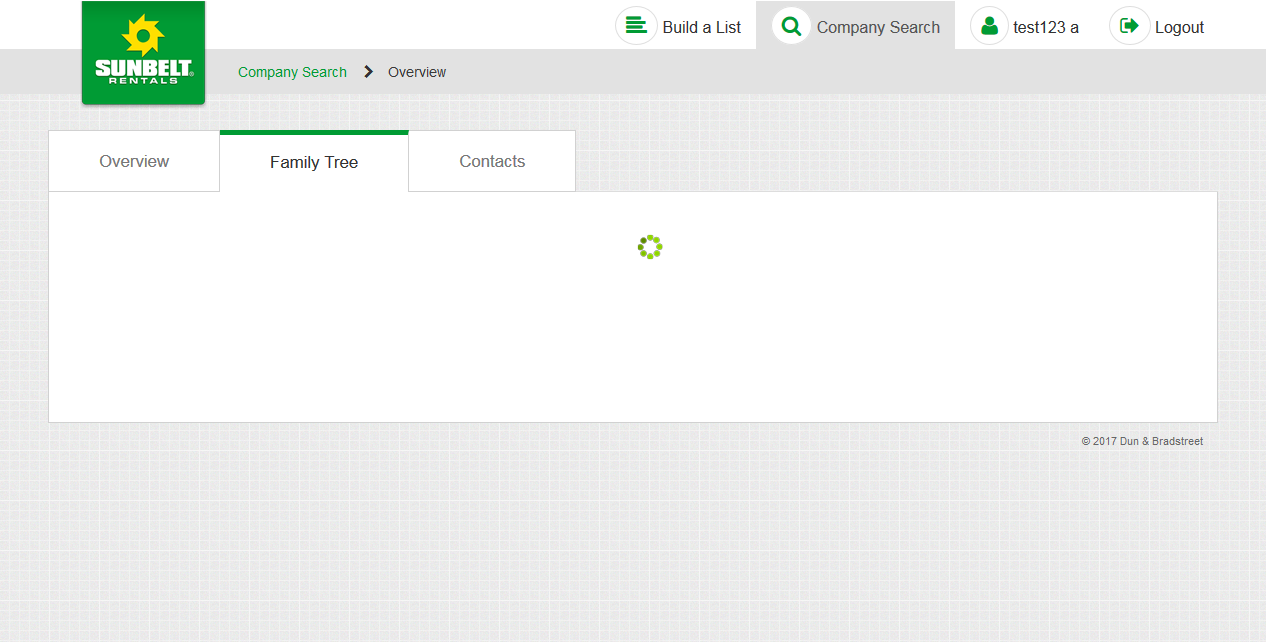 Build a List
Company Search
test123 a
Logout
SUNBELT®
RENTALS
Company Search
Overview
Overview
Family Tree
Contacts
© 2017 Dun & Bradstreet